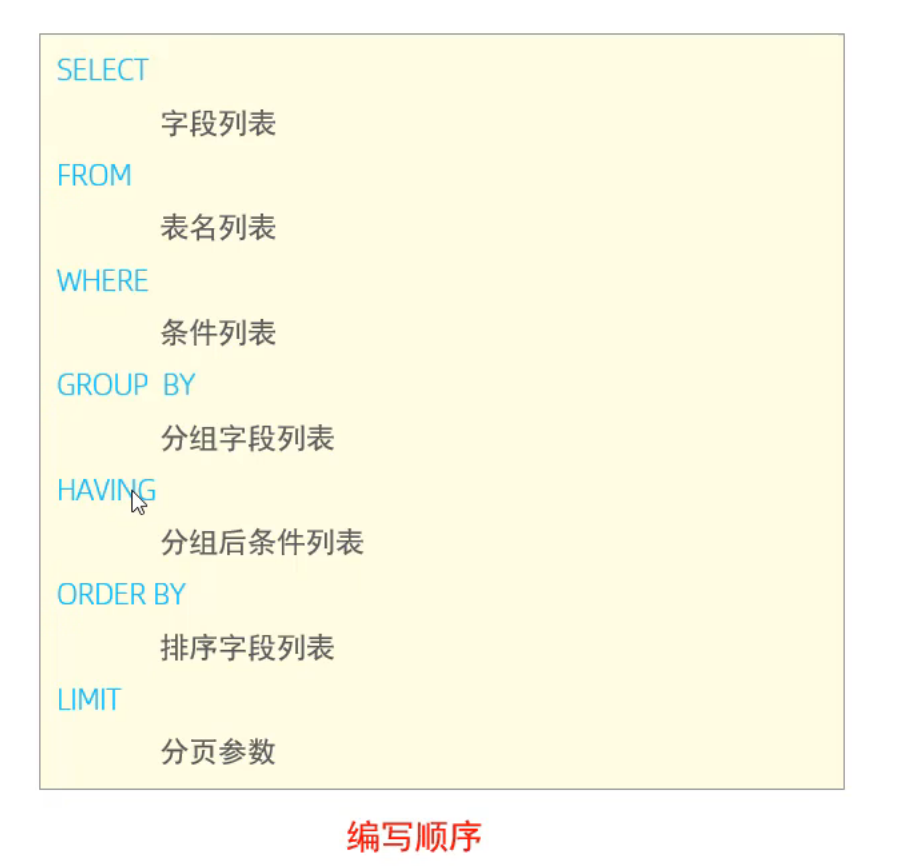 SELECT
字段列表
FROM
表名列表
WHERE
条件列表
GROUP BY
分组字段列表
HAVING
分组后条件列表
ORDER BY
排序字段列表
LIMIT
分页参数
编写顺序